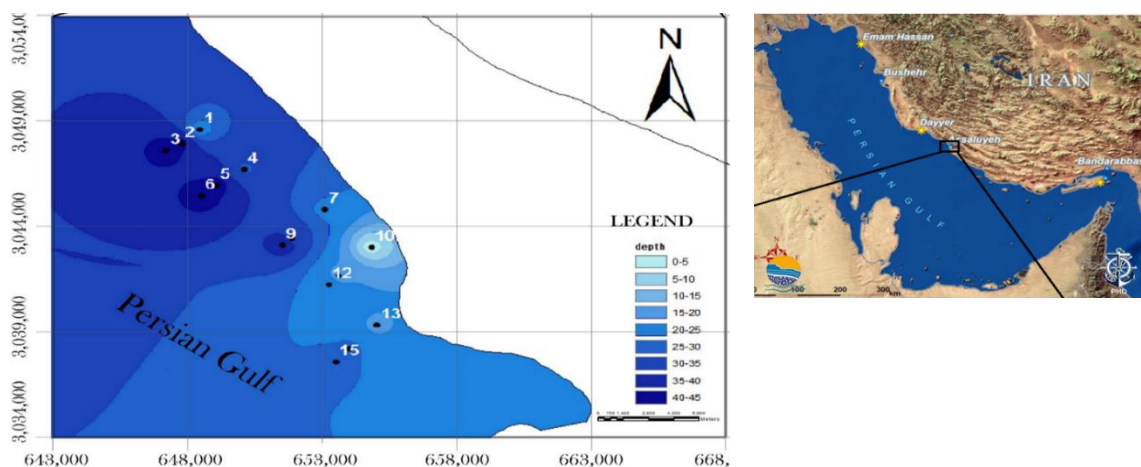 3,054,000
3,049,000
3,044,000
3,039,000
3,034,000
643,000
648,000
653,000
658,000
663,000
668,
N
1
2
3
4
5
6
7
9
10
12
13
15
Persian Gulf
LEGEND
depth
0-5
5-10
10-15
15-20
20-25
25-30
30-35
35-40
40-45
Meters
Emam Hassan
Bushehr
IRAN
Dayyer
Assaluyeh
Bandarabbas
PERSIAN GULF
100
200
300
km
PMO